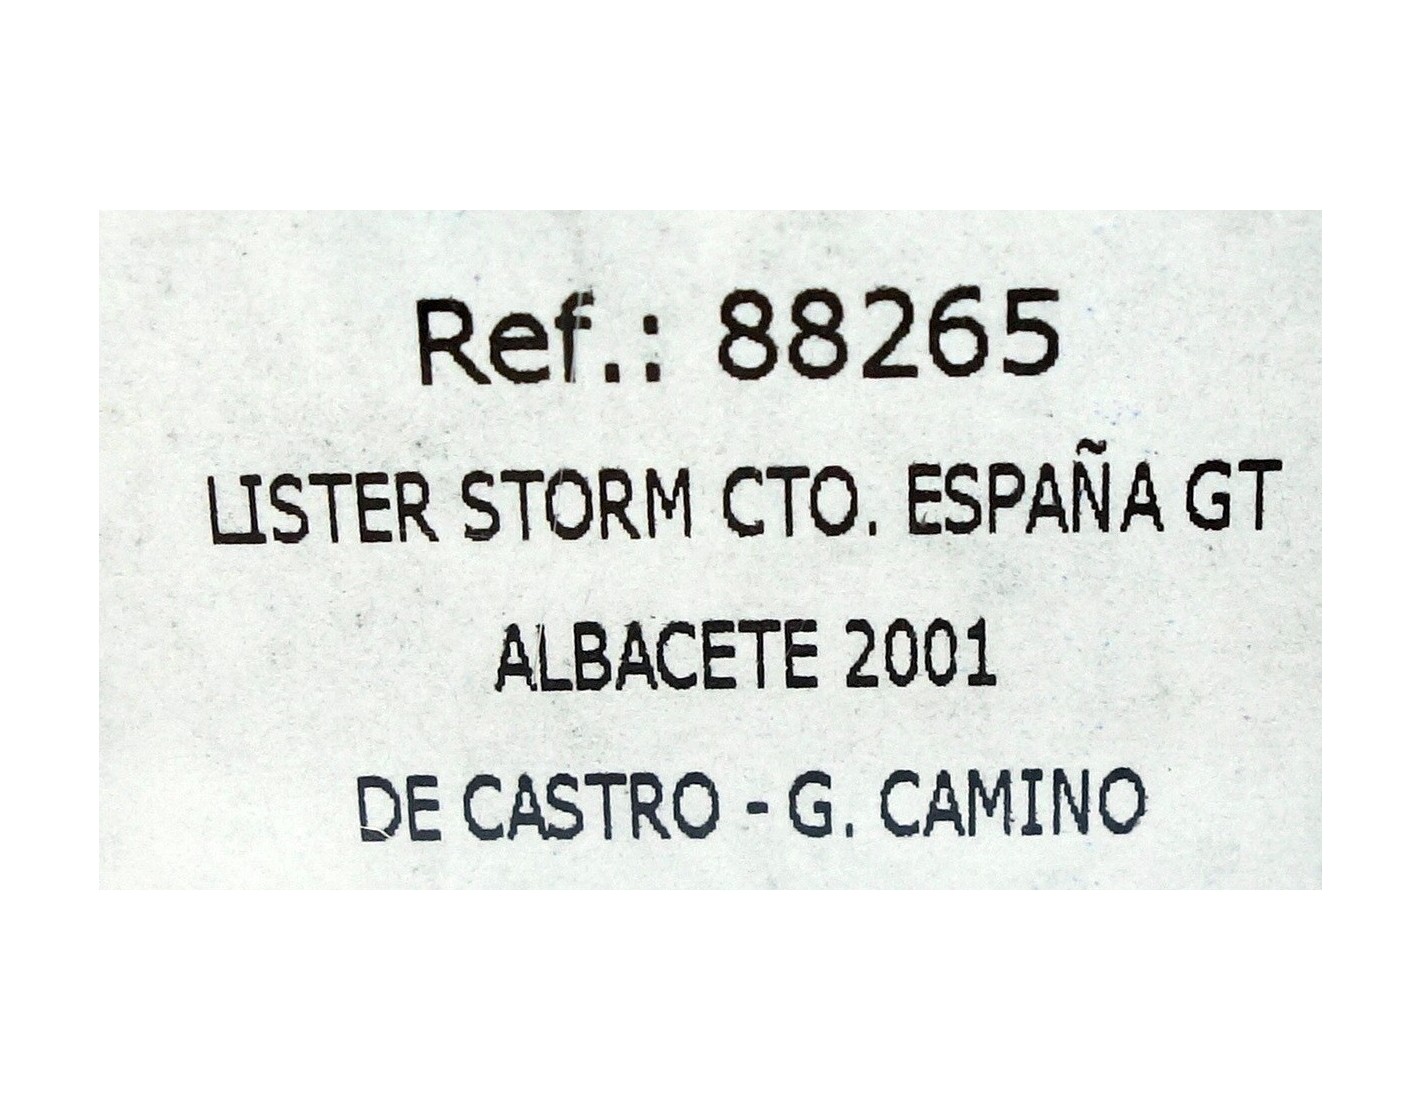 Ref.: 88265
LISTER STORM CTO. ESPAÑA GT
ALBACETE 2001
DE CASTRO - G. CAMINO